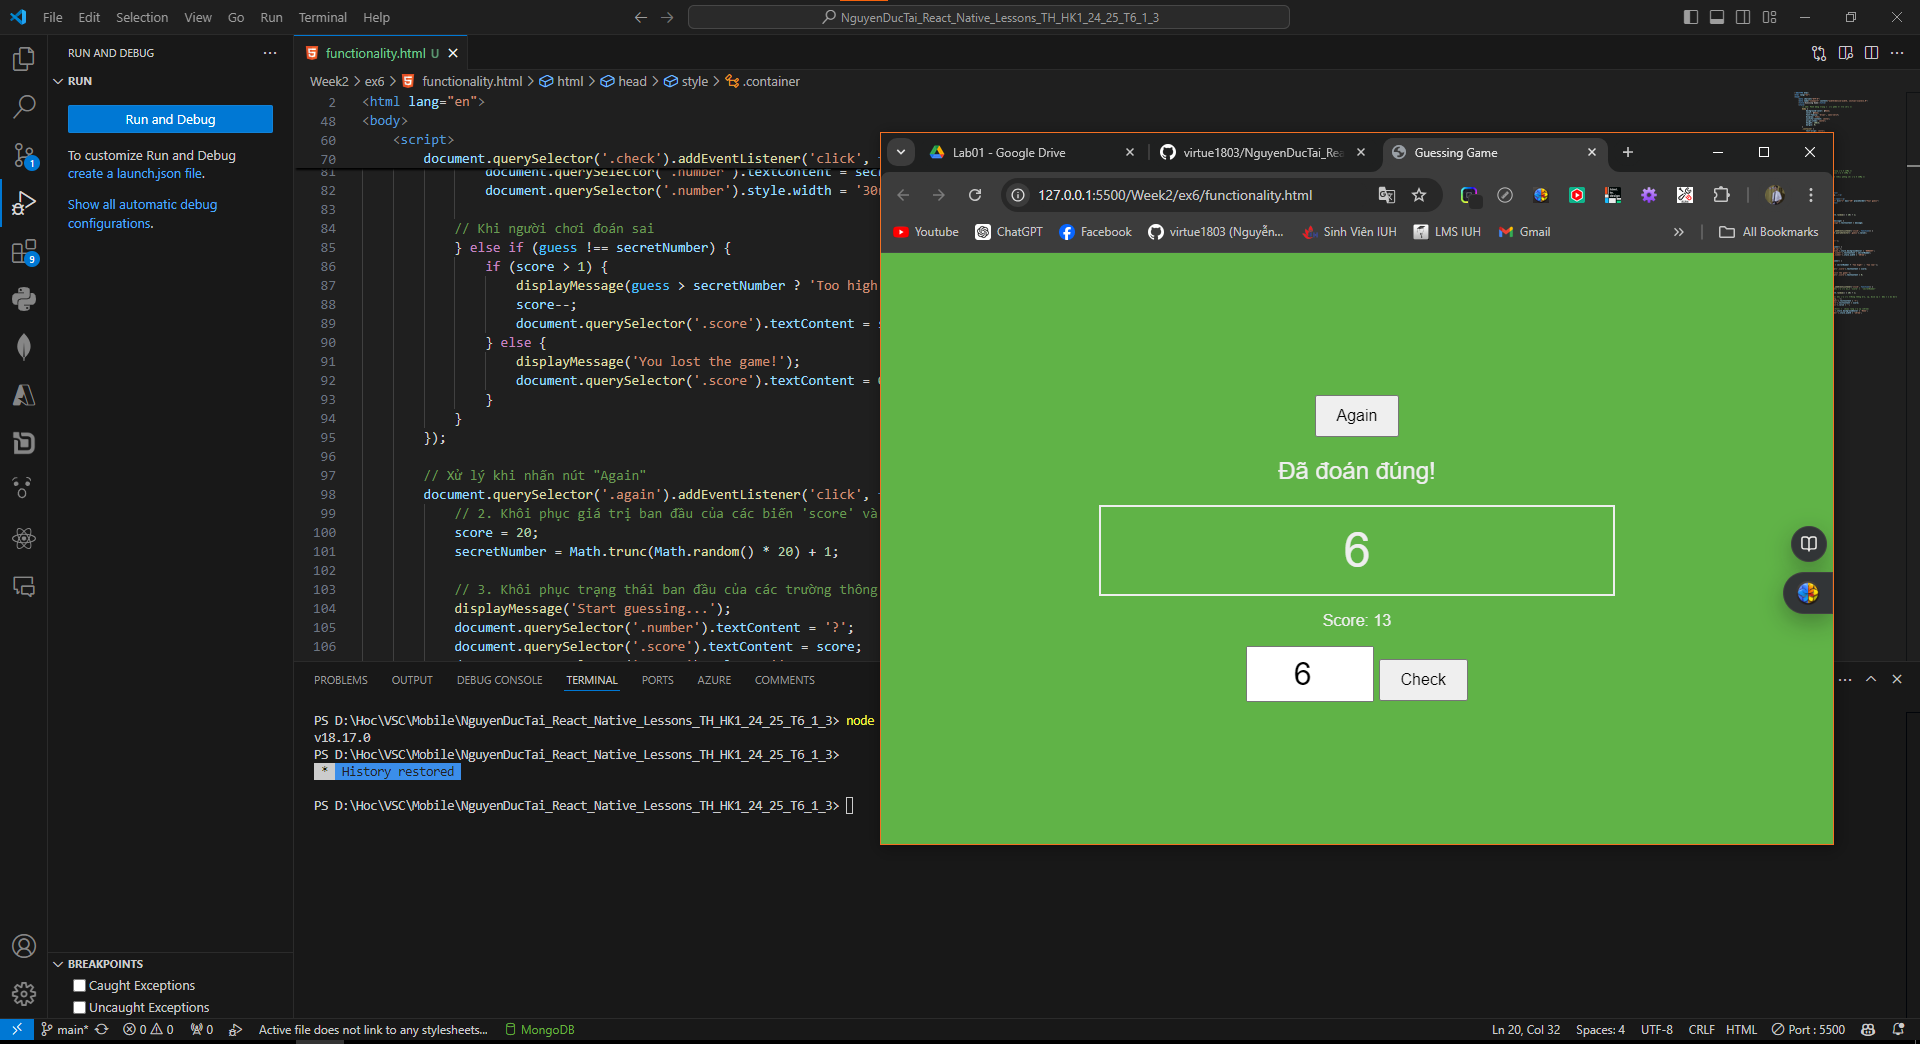 File Edit Selection View Go Run Terminal Help
NguyenDucTai_React_Native_Lessons_TH_HK1_24_25_T6_1_3
RUN AND DEBUG
RUN
Run and Debug
To customize Run and Debug
create a launch.json file.
Show all automatic debug
configurations.
1
9
functionality.html U
Week2 > ex6 > functionality.html > html > head > style > .container
2 <html lang="en">
48 <body>
60 <script>
70 document.querySelector('.check').addEventListener('click',
81 document.querySelector('.number').textContent = secr
82 document.querySelector('.number').style.width = '30r
83
84 // Khi người chơi đoán sai
85 } else if (guess !== secretNumber) {
86 if (score > 1) {
87 displayMessage(guess > secretNumber ? 'Too high
88 score--;
89 document.querySelector('.score').textContent =
90 } else {
91 displayMessage('You lost the game!');
92 document.querySelector('.score').textContent =
93 }
94 }
95 });
96
97 // Xử lý khi nhấn nút "Again"
98 document.querySelector('.again').addEventListener('click',
99 // 2. Khôi phục giá trị ban đầu của các biến 'score' và
100 score = 20;
101 secretNumber = Math.trunc(Math.random() * 20) + 1;
102
103 // 3. Khôi phục trạng thái ban đầu của các trường thông
104 displayMessage('Start guessing...');
105 document.querySelector('.number').textContent = '?';
106 document.querySelector('.score').textContent = score;
PROBLEMS OUTPUT DEBUG CONSOLE TERMINAL PORTS AZURE COMMENTS
PS D:\Hoc\VSC\Mobile\NguyenDucTai_React_Native_Lessons_TH_HK1_24_25_T6_1_3> node
v18.17.0
PS D:\Hoc\VSC\Mobile\NguyenDucTai_React_Native_Lessons_TH_HK1_24_25_T6_1_3>
* History restored
PS D:\Hoc\VSC\Mobile\NguyenDucTai_React_Native_Lessons_TH_HK1_24_25_T6_1_3>
Lab01 - Google Drive
virtue1803/NguyenDucTai_Rea
Guessing Game
127.0.0.1:5500/Week2/ex6/functionality.html
Youtube ChatGPT Facebook virtue1803 (Nguyễn... Sinh Viên IUH LMS IUH Gmail » All Bookmarks
Again
Đã đoán đúng!
6
Score: 13
6 Check
BREAKPOINTS
Caught Exceptions
Uncaught Exceptions
main* 0 0 0 Active file does not link to any stylesheets... MongoDB
Ln 20, Col 32 Spaces: 4 UTF-8 CRLF HTML Port : 5500